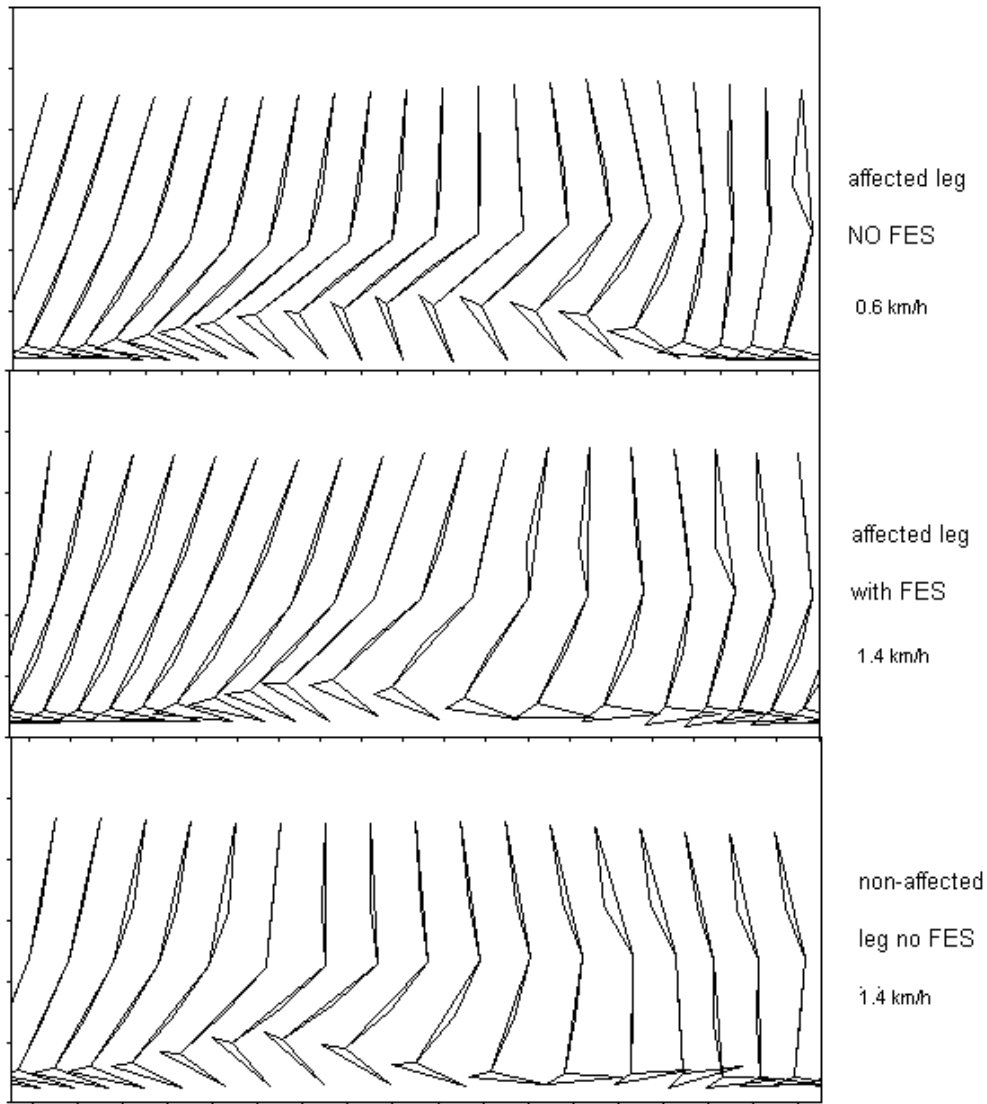 affected leg
NO FES
0.6 km/h
affected leg
with FES
1.4 km/h
non-affected
leg no FES
1.4 km/h